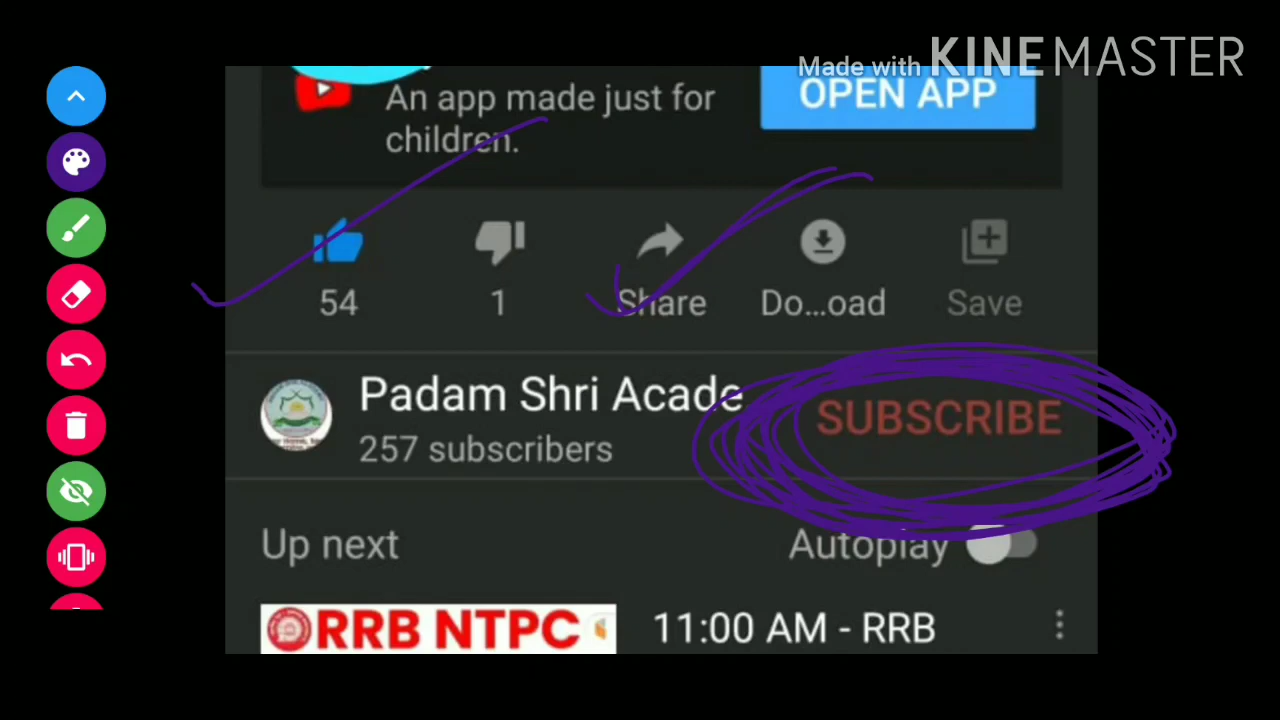 Made with KINEMASTER
An app made just for
children.
OPEN APP
54
1
Share
Do...oad
Save
Padam Shri Acade
257 subscribers
SUBSCRIBE
Up next
Autoplay
RRB NTPC
11:00 AM - RRB